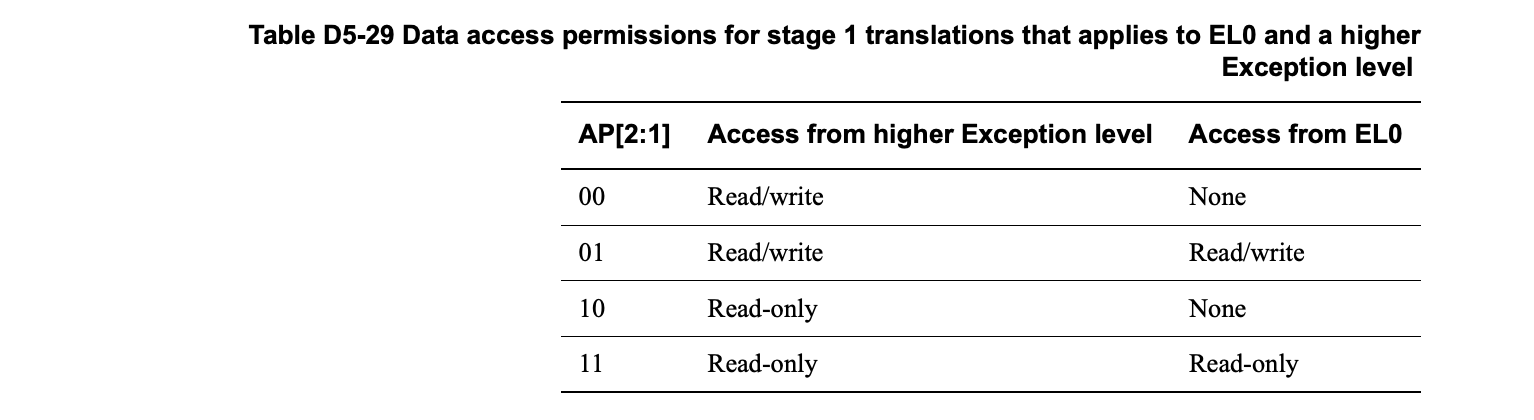 Table D5-29 Data access permissions for stage 1 translations that applies to EL0 and a higher
Exception level
AP[2:1] Access from higher Exception level Access from EL0
00 Read/write None
01 Read/write Read/write
10 Read-only None
11 Read-only Read-only